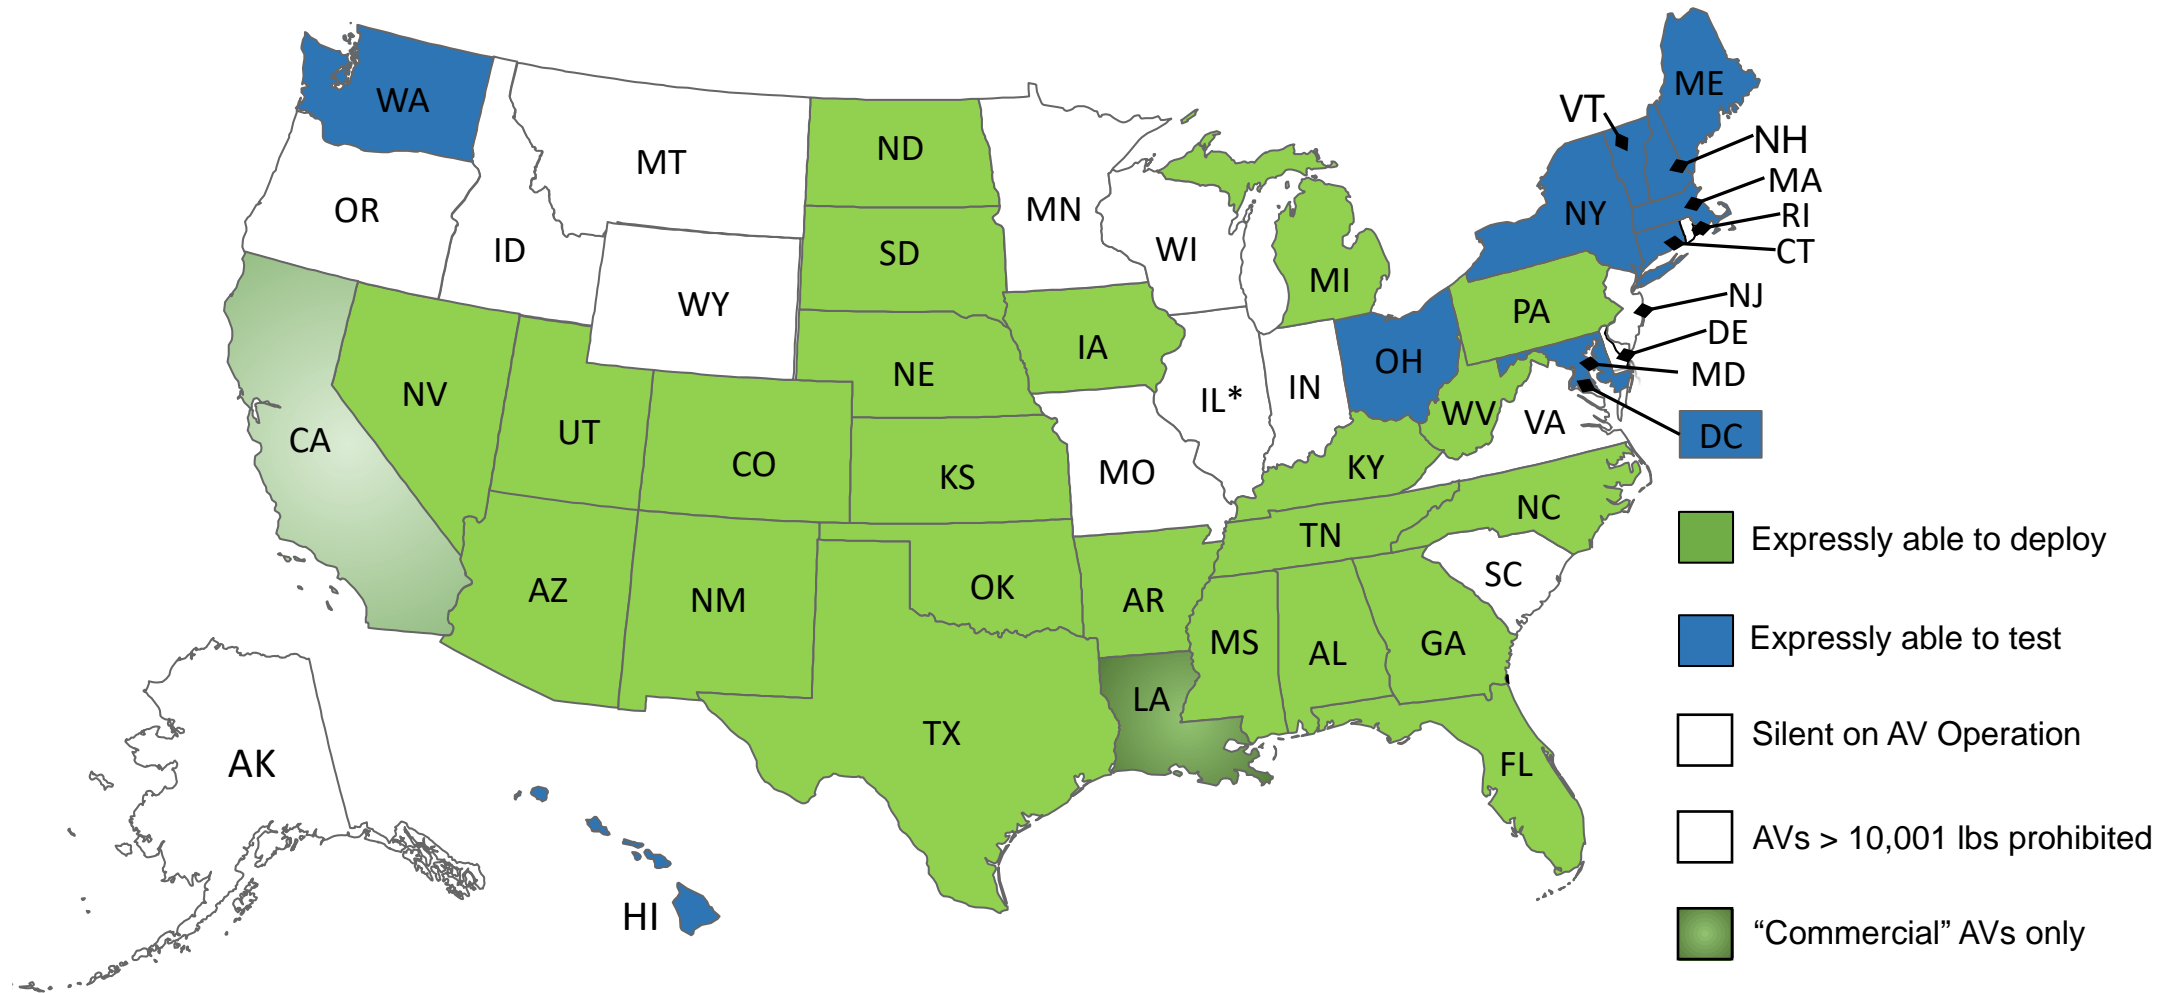 WA
MT
ND
MN
VT
ME
NH
MA
RI
CT
OR
ID
WY
SD
WI
MI
NY
NJ
DE
MD
DC
PA
NV
UT
CO
NE
IA
IL*
IN
OH
WV
VA
CA
KS
MO
KY
NC
TN
SC
AZ
NM
OK
AR
MS
AL
GA
LA
TX
FL
AK
HI
Expressly able to deploy
Expressly able to test
Silent on AV Operation
AVs > 10,001 lbs prohibited
“Commercial” AVs only